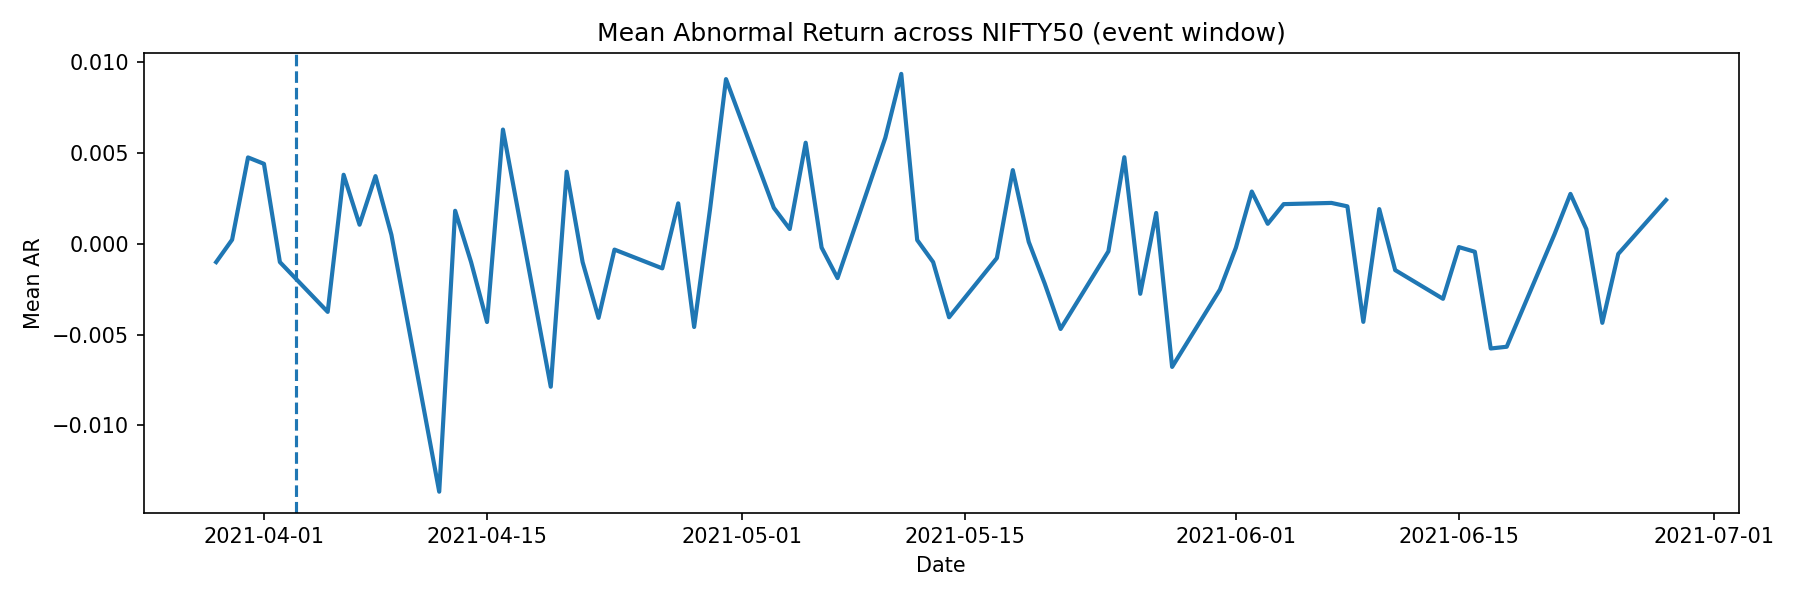 Mean Abnormal Return across NIFTY50 (event window)
0.010
0.005
0.000
−0.005
−0.010
Mean AR
2021-04-01 2021-04-15 2021-05-01 2021-05-15 2021-06-01 2021-06-15 2021-07-01
Date